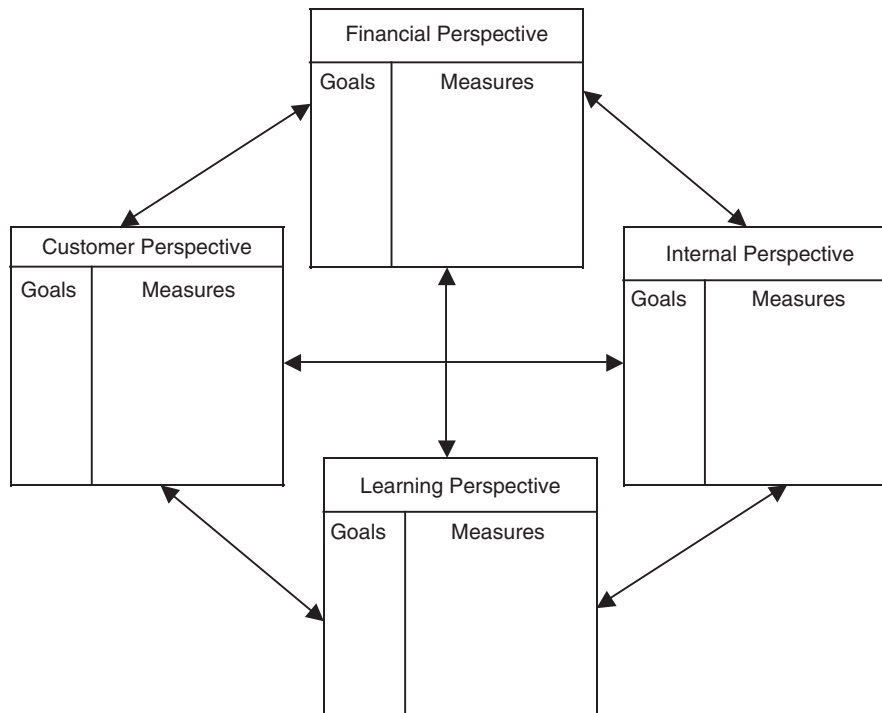 Financial Perspective
Goals Measures
Customer Perspective
Goals Measures
Internal Perspective
Goals Measures
Learning Perspective
Goals Measures